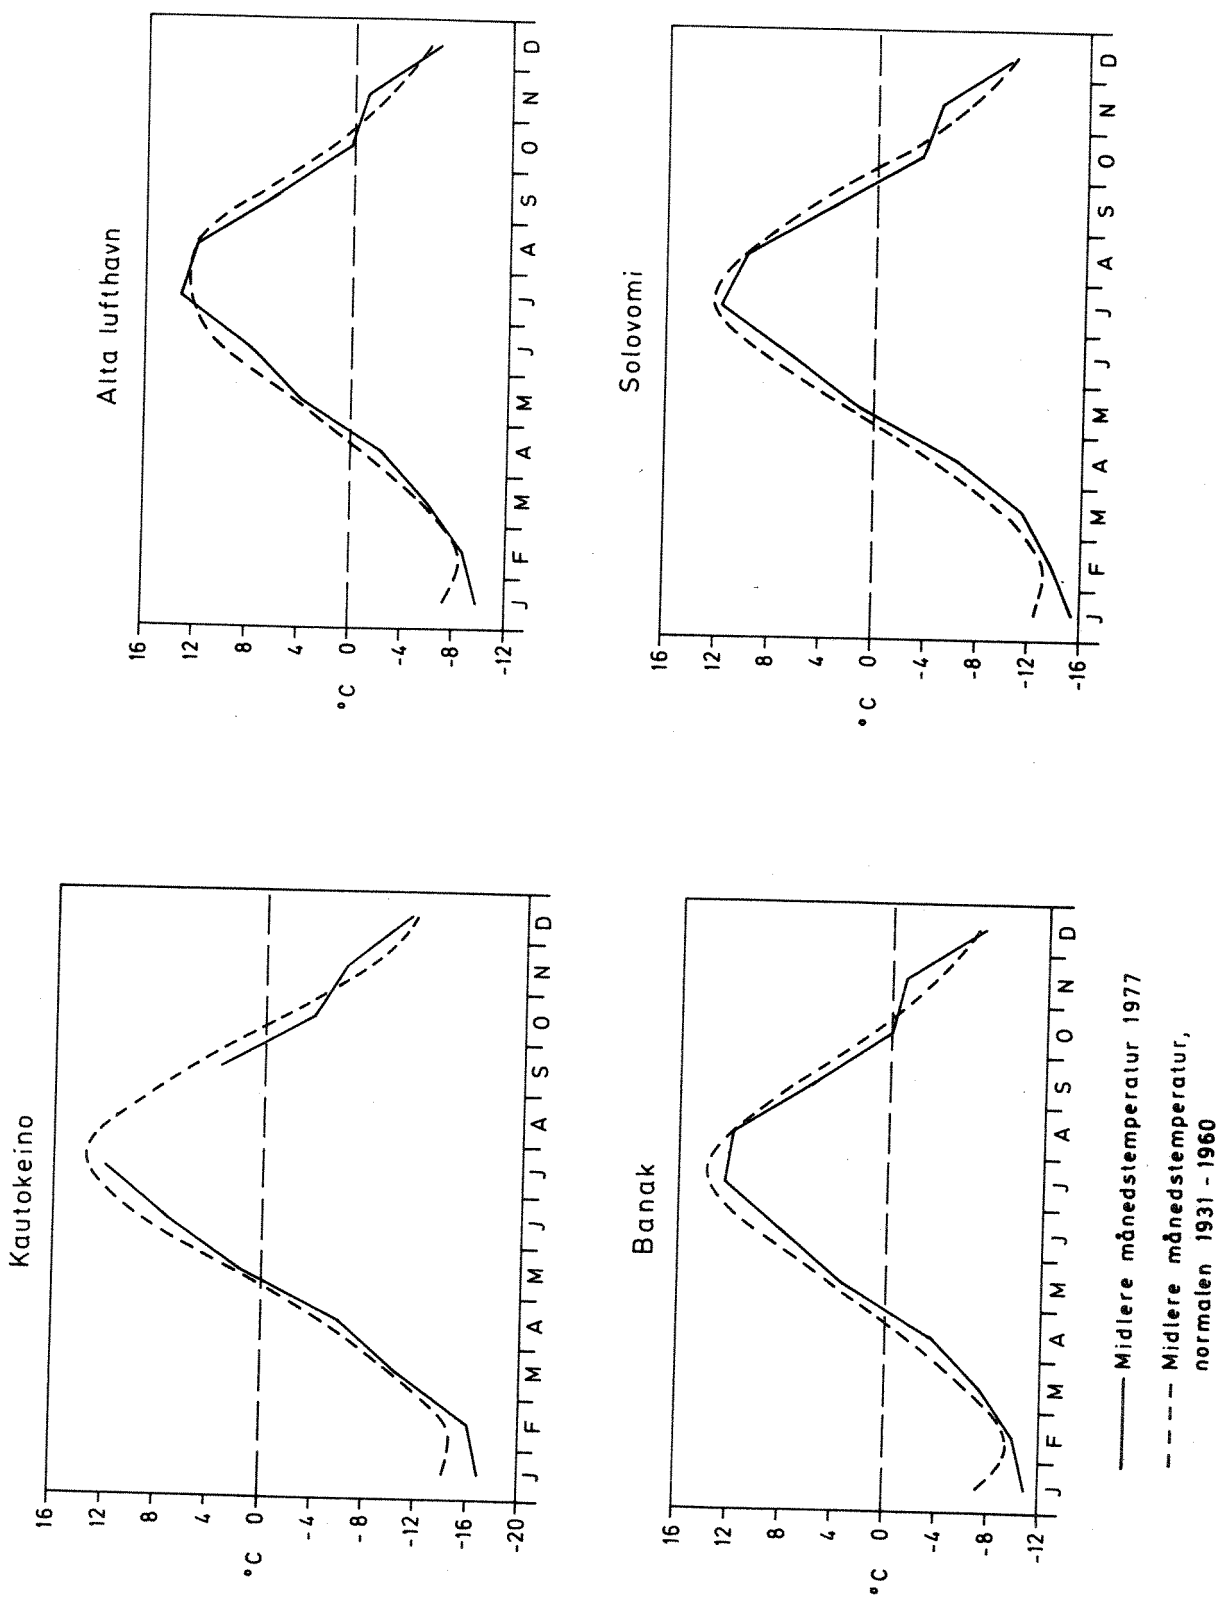 Kautokeino
16
12
8
4
0
-4
-8
-12
-16
-20
°C
J F M A M J J A S O N D
Alta lufthavn
16
12
8
4
0
-4
-8
-12
°C
J F M A M J J A S O N D
Banak
16
12
8
4
0
-4
-8
-12
°C
J F M A M J J A S O N D
Solovomi
16
12
8
4
0
-4
-8
-12
-16
°C
J F M A M J J A S O N D
Midlere månedstemperatur 1977
Midlere månedstemperatur,
normalen 1931-1960